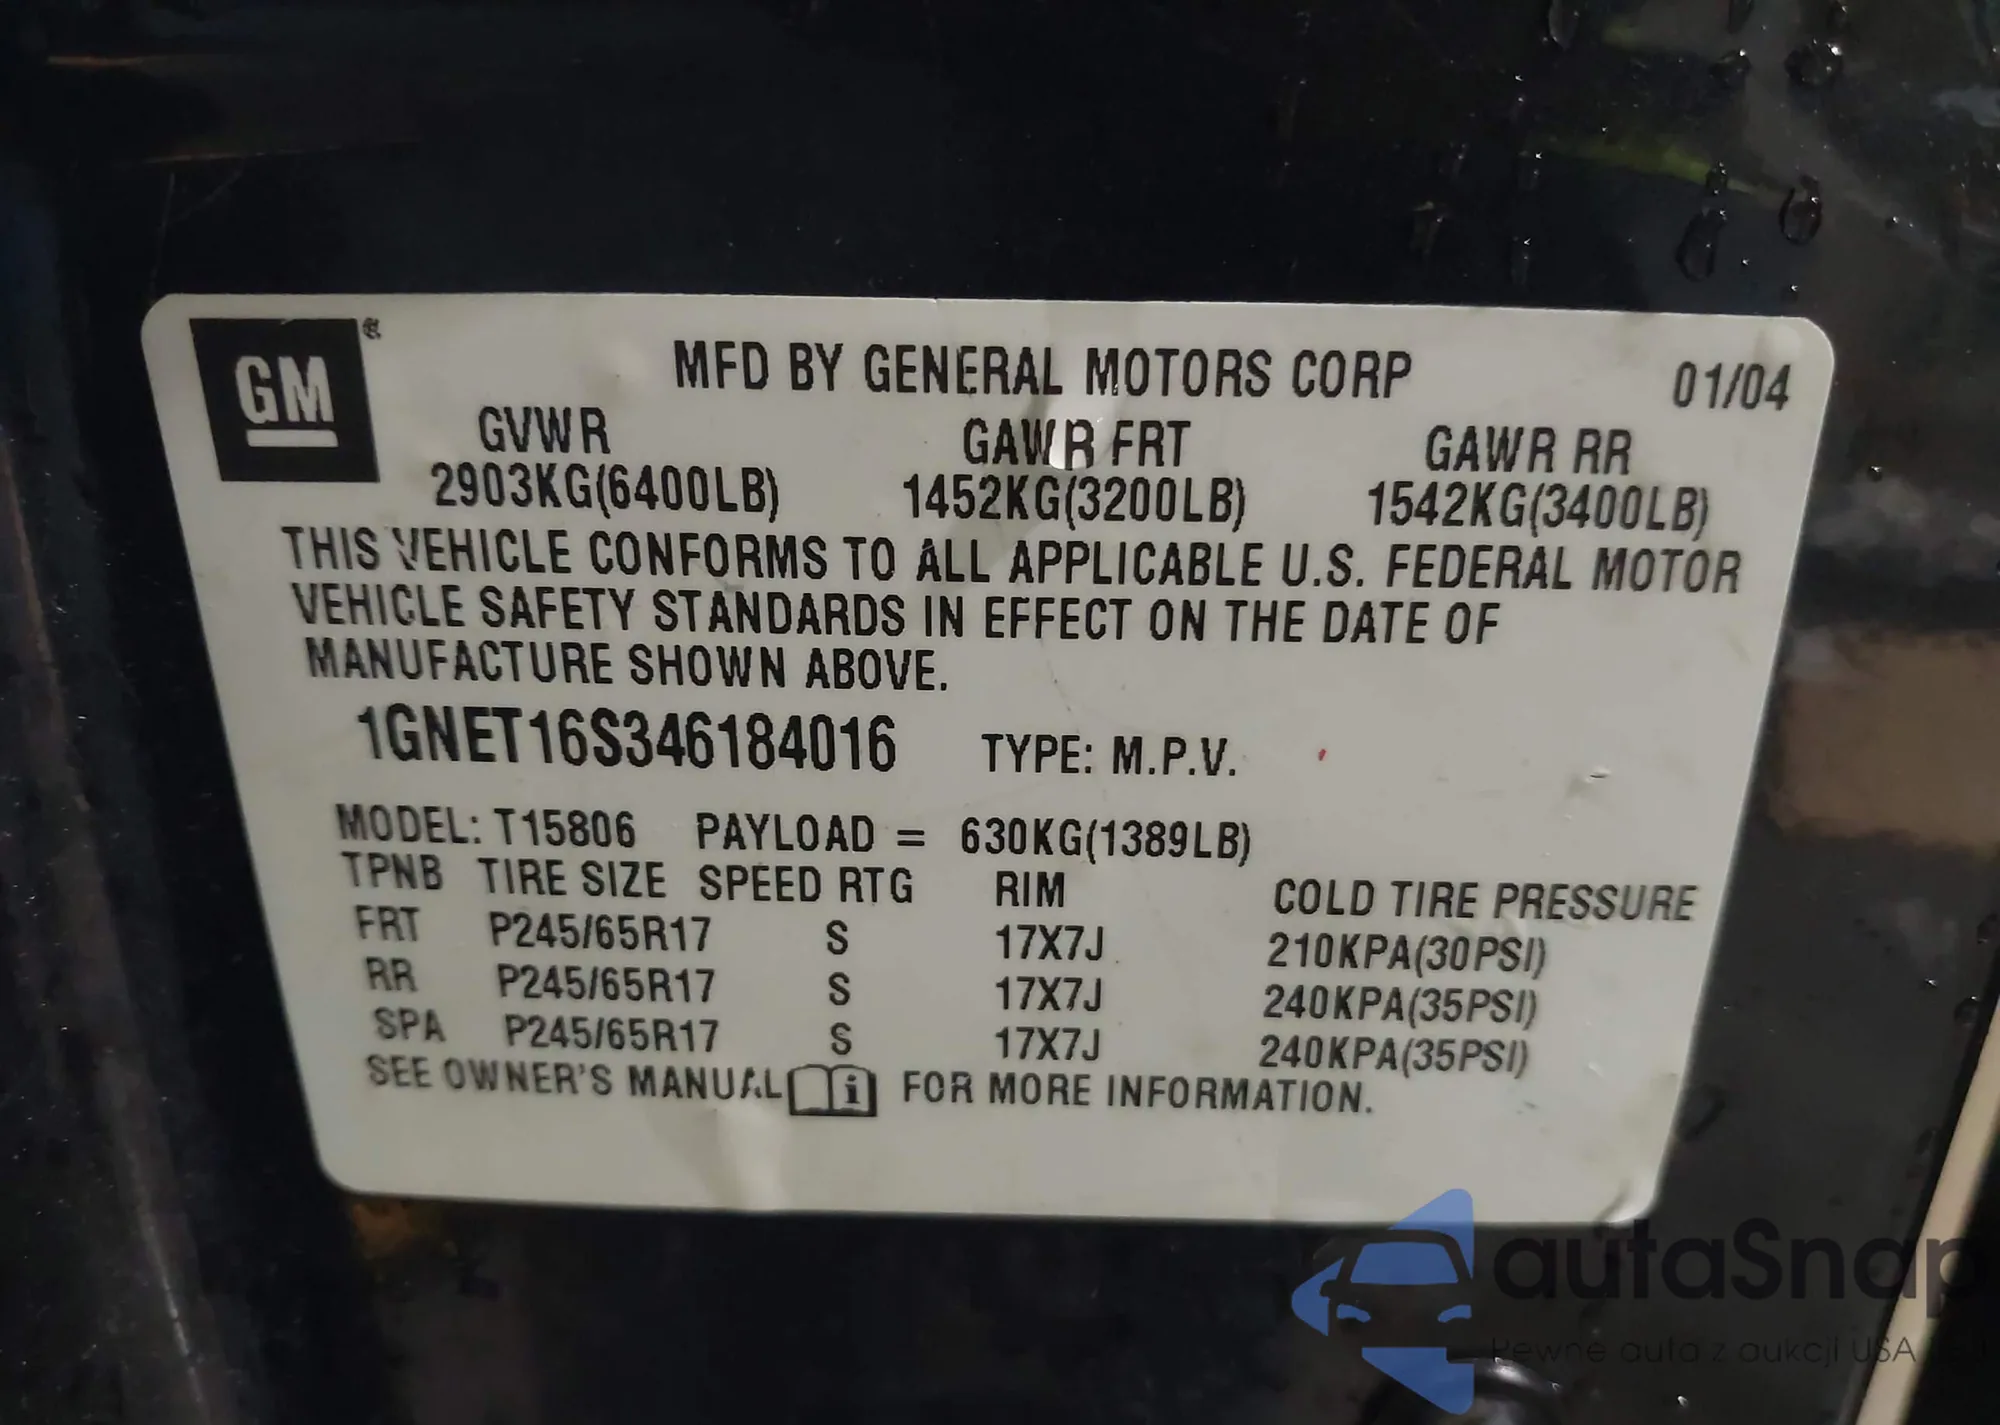 GM®
MFD BY GENERAL MOTORS CORP 01/04
GVWR GAWR FRT GAWR RR
2903KG(6400LB) 1452KG(3200LB) 1542KG(3400LB)
THIS VEHICLE CONFORMS TO ALL APPLICABLE U.S. FEDERAL MOTOR
VEHICLE SAFETY STANDARDS IN EFFECT ON THE DATE OF
MANUFACTURE SHOWN ABOVE.
1GNET16S346184016 TYPE: M.P.V.
MODEL: T15806 PAYLOAD = 630KG(1389LB)
TPNB TIRE SIZE SPEED RTG RIM COLD TIRE PRESSURE
FRT P245/65R17 S 17X7J 210KPA(30PSI)
RR P245/65R17 S 17X7J 240KPA(35PSI)
SPA P245/65R17 S 17X7J 240KPA(35PSI)
SEE OWNER'S MANUAL i FOR MORE INFORMATION.
autaSnap
Pewne auta z aukcji USA